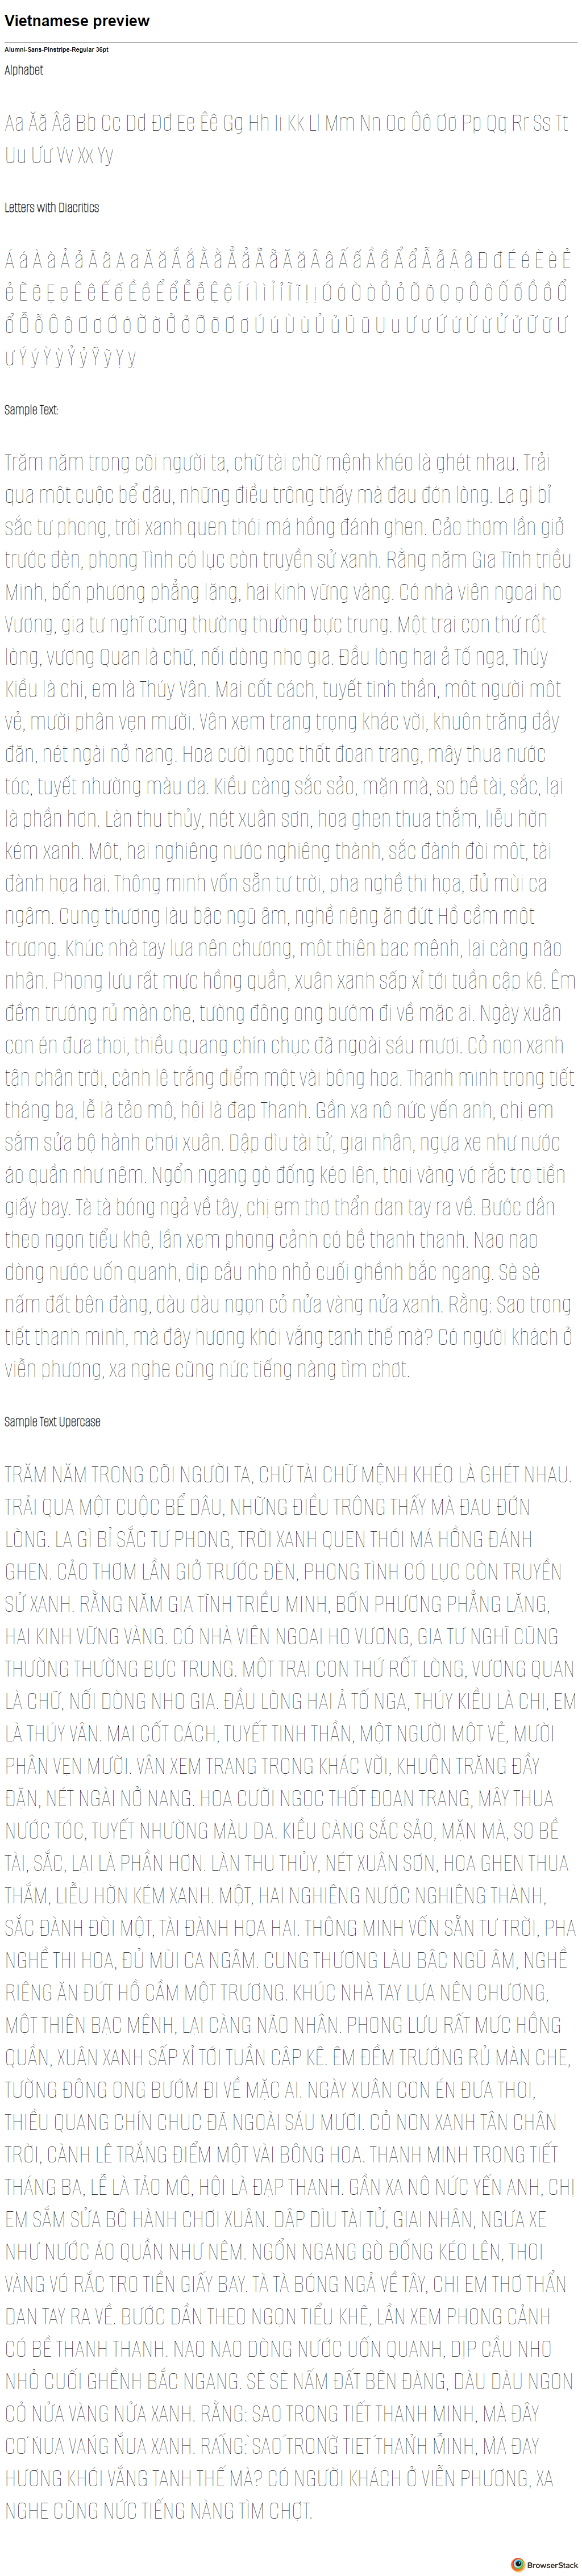 Vietnamese preview
Alumni-Sans-Pinstripe-Regular 36pt
Alphabet
Aa Ăă Ââ Bb Cc Dd Đđ Ee Êê Gg Hh Ii Kk Ll Mm Nn Oo Ôô Ơơ Pp Qq Rr Ss Tt
Uu Ưư Vv Xx Yy
Letters with Diacritics
Á á À à Ả ả Ã ã Ạ ạ Ă ă Ắ ắ Ằ ằ Ẳ ẳ Ẵ ẵ Ặ ặ Â â Ấ ấ Ầ ầ Ẩ ẩ Ẫ ẫ Ậ ậ Đ đ É é È è Ẻ
ẻ Ẽ ẽ Ẹ ẹ Ê ê Ế ế Ề ề Ể ể Ễ ễ Ệ ệ Í í Ì ì Ỉ ỉ Ĩ ĩ Ị ị Ó ó Ò ò Ỏ ỏ Õ õ Ọ ọ Ô ô Ố ố Ồ ồ Ổ
ổ Ỗ ỗ Ộ ộ Ơ ơ Ớ ớ Ờ ờ Ở ở Ỡ ỡ Ợ ợ Ú ú Ù ù Ủ ủ Ũ ũ Ụ ụ Ư ư Ứ ứ Ừ ừ Ử ử Ữ ữ Ự
ự Ý ý Ỳ ỳ Ỷ ỷ Ỹ ỹ Ỵ ỵ
Sample Text:
Trăm năm trong cõi người ta, chữ tài chữ mệnh khéo là ghét nhau. Trải
qua một cuộc bể dâu, những điều trông thấy mà đau đớn lòng. Lạ gì bỉ
sắc tư phong, trời xanh quen thói má hồng đánh ghen. Cảo thơm lần giở
trước đèn, phong Tình có lục còn truyền sử xanh. Rằng năm Gia Tĩnh triều
Minh, bốn phương phẳng lặng, hai kinh vững vàng. Có nhà viên ngoại họ
Vương, gia tư nghĩ cũng thường thường bực trung. Một trai con thứ rốt
lòng, vương Quan là chữ, nối dòng nho gia. Đầu lòng hai ả Tố nga, Thúy
Kiều là chị, em là Thúy Vân. Mai cốt cách, tuyết tinh thần, một người một
vẻ, mười phân vẹn mười. Vân xem trang trọng khác vời, khuôn trăng đầy
đặn, nét ngài nở nang. Hoa cười ngọc thốt đoan trang, mây thua nước
tóc, tuyết nhường màu da. Kiều càng sắc sảo, mặn mà, so bề tài, sắc, lại
là phần hơn. Làn thu thủy, nét xuân sơn, hoa ghen thua thắm, liễu hờn
kém xanh. Một, hai nghiêng nước nghiêng thành, sắc đành đòi một, tài
đành họa hai. Thông minh vốn sẵn tư trời, pha nghề thi họa, đủ mùi ca
ngâm. Cung thương làu bậc ngũ âm, nghề riêng ăn đứt Hồ cầm một
trương. Khúc nhà tay lựa nên chương, một thiên bạc mệnh, lại càng não
nhân. Phong lưu rất mực hồng quần, xuân xanh sấp xỉ tới tuần cập kê. Êm
đềm trướng rủ màn che, tường đông ong bướm đi về mặc ai. Ngày xuân
con én đưa thoi, thiều quang chín chục đã ngoài sáu mươi. Cỏ non xanh
tận chân trời, cành lê trắng điểm một vài bông hoa. Thanh minh trong tiết
tháng ba, lễ là tảo mộ, hội là đạp Thanh. Gần xa nô nức yến anh, chị em
sắm sửa bộ hành chơi xuân. Dập dìu tài tử, giai nhân, ngựa xe như nước
áo quần như nêm. Ngổn ngang gò đống kéo lên, thoi vàng vó rắc tro tiền
giấy bay. Tà tà bóng ngả về tây, chị em thơ thẩn dan tay ra về. Bước dần
theo ngọn tiểu khê, lần xem phong cảnh có bề thanh thanh. Nao nao
dòng nước uốn quanh, dịp cầu nho nhỏ cuối ghềnh bắc ngang. Sè sè
nấm đất bên đàng, dàu dàu ngọn cỏ nửa vàng nửa xanh. Rằng: Sao trong
tiết thanh minh, mà đây hương khói vắng tanh thế mà? Có người khách ở
viễn phương, xa nghe cũng nức tiếng nàng tìm chơi.
Sample Text Upercase
TRĂM NĂM TRONG CÕI NGƯỜI TA, CHỮ TÀI CHỮ MỆNH KHÉO LÀ GHÉT NHAU.
TRẢI QUA MỘT CUỘC BỂ DÂU, NHỮNG ĐIỀU TRÔNG THẤY MÀ ĐAU ĐỚN
LÒNG. LẠ GÌ BỈ SẮC TƯ PHONG, TRỜI XANH QUEN THÓI MÁ HỒNG ĐÁNH
GHEN. CẢO THƠM LẦN GIỞ TRƯỚC ĐÈN, PHONG TÌNH CÓ LỤC CÒN TRUYỀN
SỬ XANH. RẰNG NĂM GIA TĨNH TRIỀU MINH, BỐN PHƯƠNG PHẲNG LẶNG,
HAI KINH VỮNG VÀNG. CÓ NHÀ VIÊN NGOẠI HỌ VƯƠNG, GIA TƯ NGHĨ CŨNG
THƯỜNG THƯỜNG BỰC TRUNG. MỘT TRAI CON THỨ RỐT LÒNG, VƯƠNG QUAN
LÀ CHỮ, NỐI DÒNG NHO GIA. ĐẦU LÒNG HAI Ả TỐ NGA, THÚY KIỀU LÀ CHỊ, EM
LÀ THÚY VÂN. MAI CỐT CÁCH, TUYẾT TINH THẦN, MỘT NGƯỜI MỘT VẺ, MƯỜI
PHÂN VẸN MƯỜI. VÂN XEM TRANG TRỌNG KHÁC VỜI, KHUÔN TRĂNG ĐẦY
ĐẶN, NÉT NGÀI NỞ NANG. HOA CƯỜI NGỌC THỐT ĐOAN TRANG, MÂY THUA
NƯỚC TÓC, TUYẾT NHƯỜNG MÀU DA. KIỀU CÀNG SẮC SẢO, MẶN MÀ, SO BỀ
TÀI, SẮC, LẠI LÀ PHẦN HƠN. LÀN THU THỦY, NÉT XUÂN SƠN, HOA GHEN THUA
THẮM, LIỄU HỜN KÉM XANH. MỘT, HAI NGHIÊNG NƯỚC NGHIÊNG THÀNH,
SẮC ĐÀNH ĐÒI MỘT, TÀI ĐÀNH HỌA HAI. THÔNG MINH VỐN SẴN TƯ TRỜI, PHA
NGHỀ THI HỌA, ĐỦ MÙI CA NGÂM. CUNG THƯƠNG LÀU BẬC NGŨ ÂM, NGHỀ
RIÊNG ĂN ĐỨT HỒ CẦM MỘT TRƯƠNG. KHÚC NHÀ TAY LỰA NÊN CHƯƠNG,
MỘT THIÊN BẠC MỆNH, LẠI CÀNG NÃO NHÂN. PHONG LƯU RẤT MỰC HỒNG
QUẦN, XUÂN XANH SẤP XỈ TỚI TUẦN CẬP KÊ. ÊM ĐỀM TRƯỚNG RỦ MÀN CHE,
TƯỜNG ĐÔNG ONG BƯỚM ĐI VỀ MẶC AI. NGÀY XUÂN CON ÉN ĐƯA THOI,
THIỀU QUANG CHÍN CHỤC ĐÃ NGOÀI SÁU MƯƠI. CỎ NON XANH TẬN CHÂN
TRỜI, CÀNH LÊ TRẮNG ĐIỂM MỘT VÀI BÔNG HOA. THANH MINH TRONG TIẾT
THÁNG BA, LỄ LÀ TẢO MỘ, HỘI LÀ ĐẠP THANH. GẦN XA NÔ NỨC YẾN ANH, CHỊ
EM SẮM SỬA BỘ HÀNH CHƠI XUÂN. DẬP DÌU TÀI TỬ, GIAI NHÂN, NGỰA XE
NHƯ NƯỚC ÁO QUẦN NHƯ NÊM. NGỔN NGANG GÒ ĐỐNG KÉO LÊN, THOI
VÀNG VÓ RẮC TRO TIỀN GIẤY BAY. TÀ TÀ BÓNG NGẢ VỀ TÂY, CHỊ EM THƠ THẨN
DAN TAY RA VỀ. BƯỚC DẦN THEO NGỌN TIỂU KHÊ, LẦN XEM PHONG CẢNH
CÓ BỀ THANH THANH. NAO NAO DÒNG NƯỚC UỐN QUANH, DỊP CẦU NHO
NHỎ CUỐI GHỀNH BẮC NGANG. SÈ SÈ NẤM ĐẤT BÊN ĐÀNG, DÀU DÀU NGỌN
CỎ NỬA VÀNG NỬA XANH. RẰNG: SAO TRONG TIẾT THANH MINH, MÀ ĐÂY
HƯƠNG KHÓI VẮNG TANH THẾ MÀ? CÓ NGƯỜI KHÁCH Ở VIỄN PHƯƠNG, XA
NGHE CŨNG NỨC TIẾNG NÀNG TÌM CHƠI.
BrowserStack